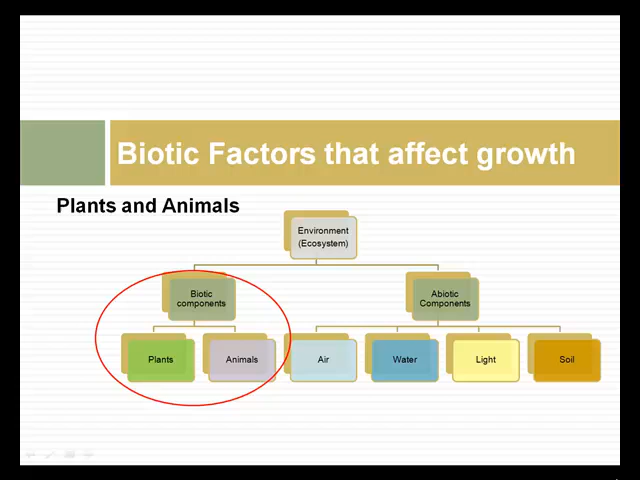 Biotic Factors that affect growth
Plants and Animals
Environment
(Ecosystem)
Biotic
components
Abiotic
Components
Plants
Animals
Air
Water
Light
Soil